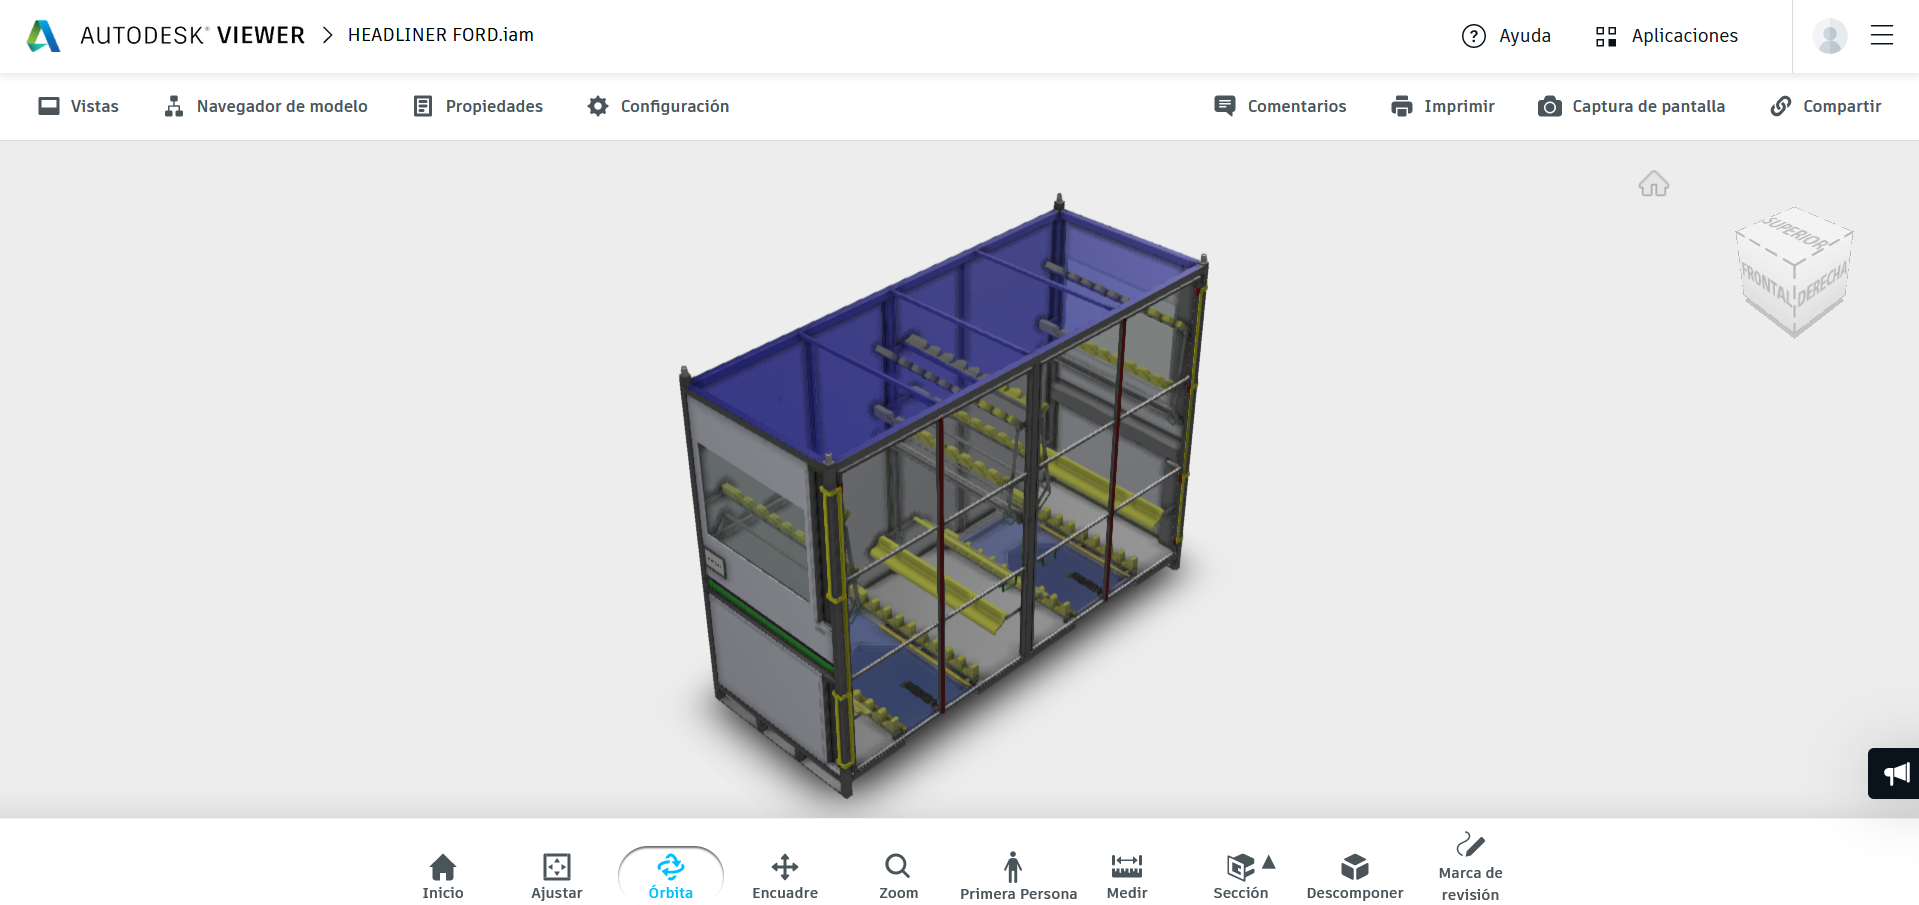 AUTODESK® VIEWER > HEADLINER FORD.iam
? Ayuda
Aplicaciones
Vistas
Navegador de modelo
Propiedades
Configuración
Comentarios
Imprimir
Captura de pantalla
Compartir
SUPERIOR
FRONTAL
DERECHA
Inicio
Ajustar
Órbita
Encuadre
Zoom
Primera Persona
Medir
Sección
Descomponer
Marca de
revisión